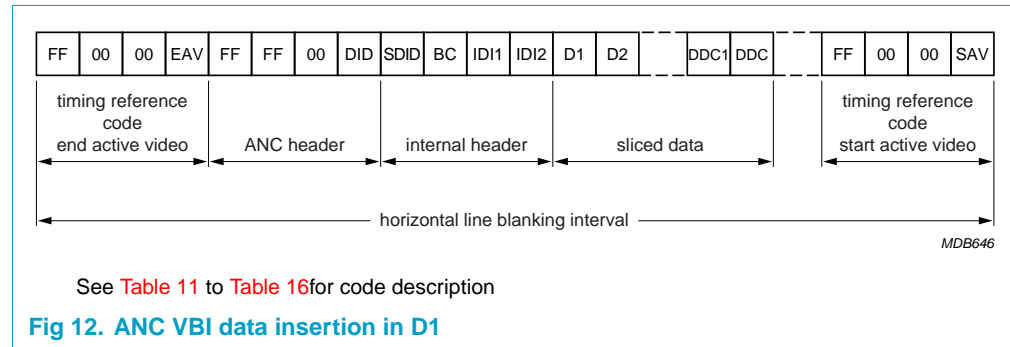 FF 00 00 EAV FF FF 00 DID SDID BC IDI1 IDI2 D1 D2 DDC1 DDC FF 00 00 SAV
timing reference
code
end active video
ANC header
internal header
sliced data
timing reference
code
start active video
horizontal line blanking interval
MDB646
See Table 11 to Table 16for code description
Fig 12. ANC VBI data insertion in D1